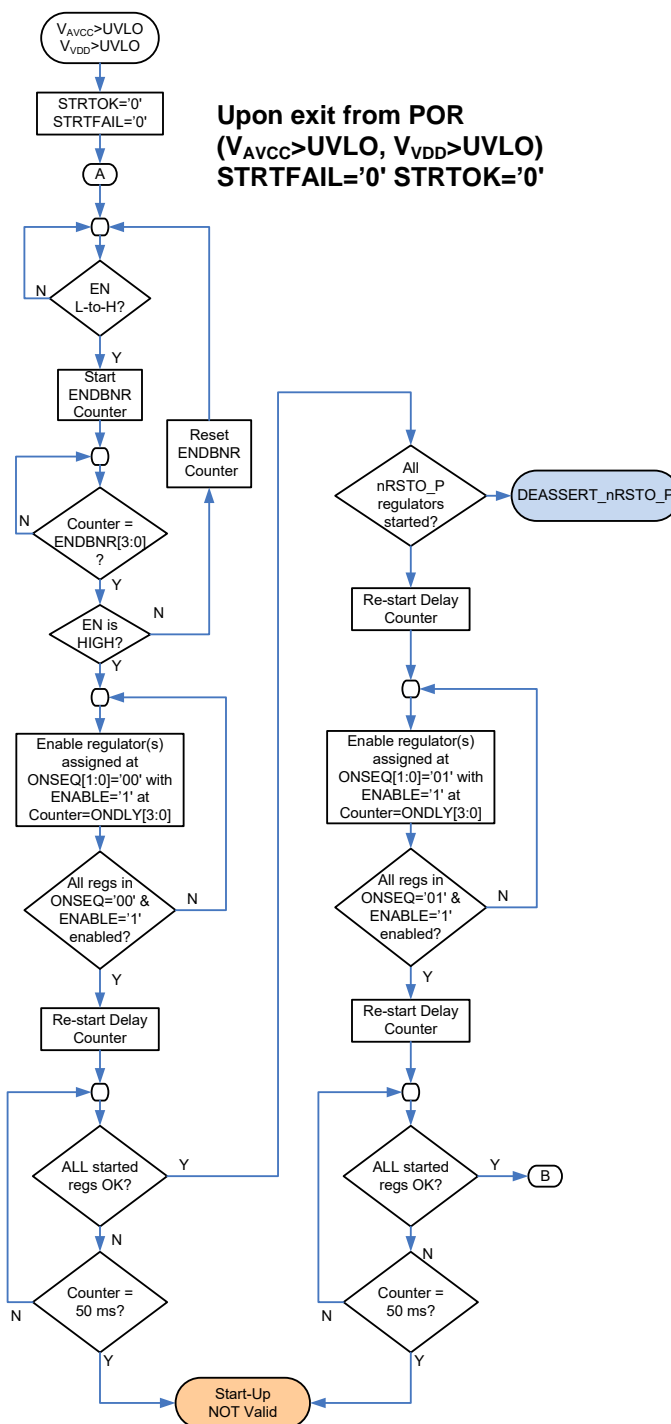 V_AVCC>UVLO
V_VDD>UVLO
STRTOK='0'
STRTFAIL='0'
Upon exit from POR
(V_AVCC>UVLO, V_VDD>UVLO)
STRTFAIL='0' STRTOK='0'
A
EN
L-to-H?
N
Y
Start
ENDBNR
Counter
Reset
ENDBNR
Counter
Counter =
ENDBNR[3:0]
?
N
Y
EN is
HIGH?
N
Y
Enable regulator(s)
assigned at
ONSEQ[1:0]='00' with
ENABLE='1' at
Counter=ONDLY[3:0]
All regs in
ONSEQ='00' &
ENABLE='1'
enabled?
N
Y
Re-start Delay
Counter
ALL started
regs OK?
Y
N
Counter =
50 ms?
N
Y
All
nRSTO_P
regulators
started?
DEASSERT_nRSTO_P
Re-start Delay
Counter
Enable regulator(s)
assigned at
ONSEQ[1:0]='01' with
ENABLE='1' at
Counter=ONDLY[3:0]
All regs in
ONSEQ='01' &
ENABLE='1'
enabled?
N
Y
Re-start Delay
Counter
ALL started
regs OK?
Y
B
N
Counter =
50 ms?
N
Y
Start-Up
NOT Valid